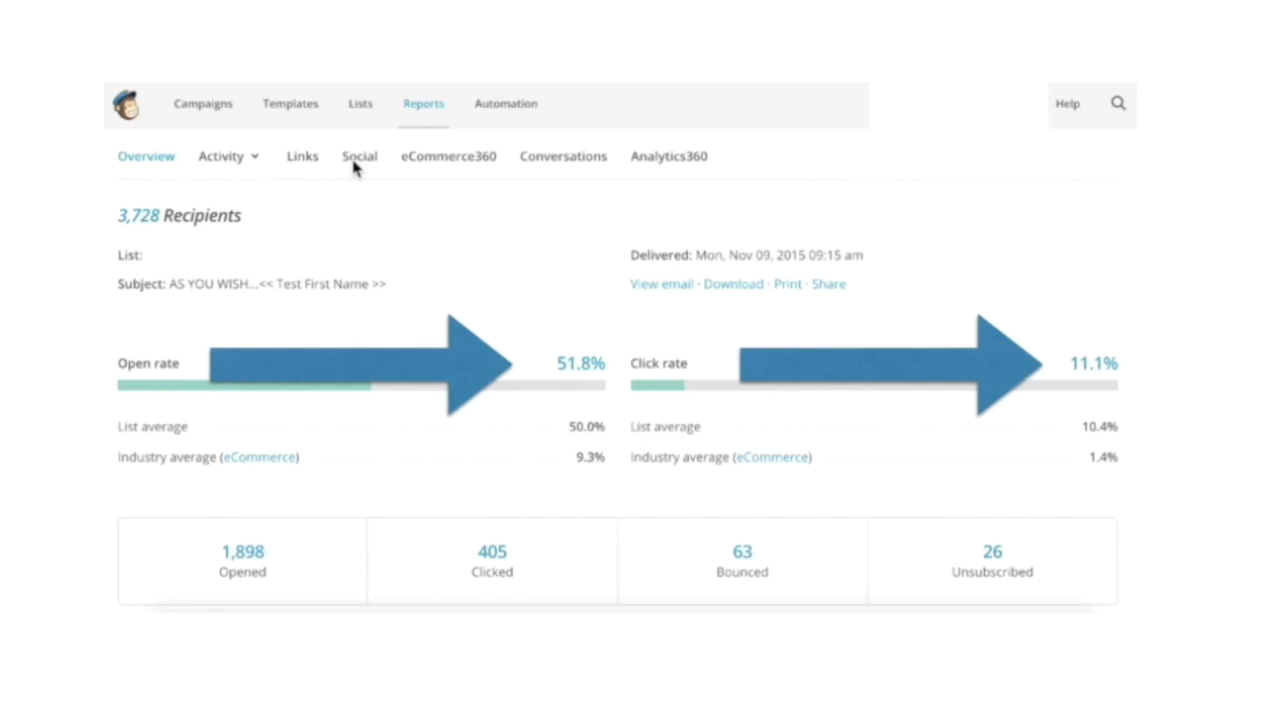 Campaigns Templates Lists Reports Automation Help
Overview Activity Links Social eCommerce360 Conversations Analytics360
3,728 Recipients
List:
Delivered: Mon, Nov 09, 2015 09:15 am
Subject: AS YOU WISH...<< Test First Name >>
View email · Download · Print · Share
Open rate 51.8%
Click rate 11.1%
List average 50.0%
List average 10.4%
Industry average (eCommerce) 9.3%
Industry average (eCommerce) 1.4%
1,898 405 63 26
Opened Clicked Bounced Unsubscribed